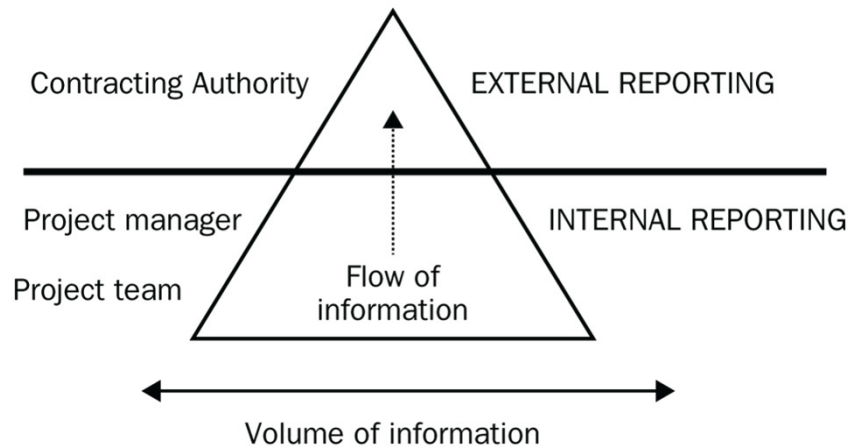 Contracting Authority
EXTERNAL REPORTING
Project manager
INTERNAL REPORTING
Project team
Flow of
information
Volume of information